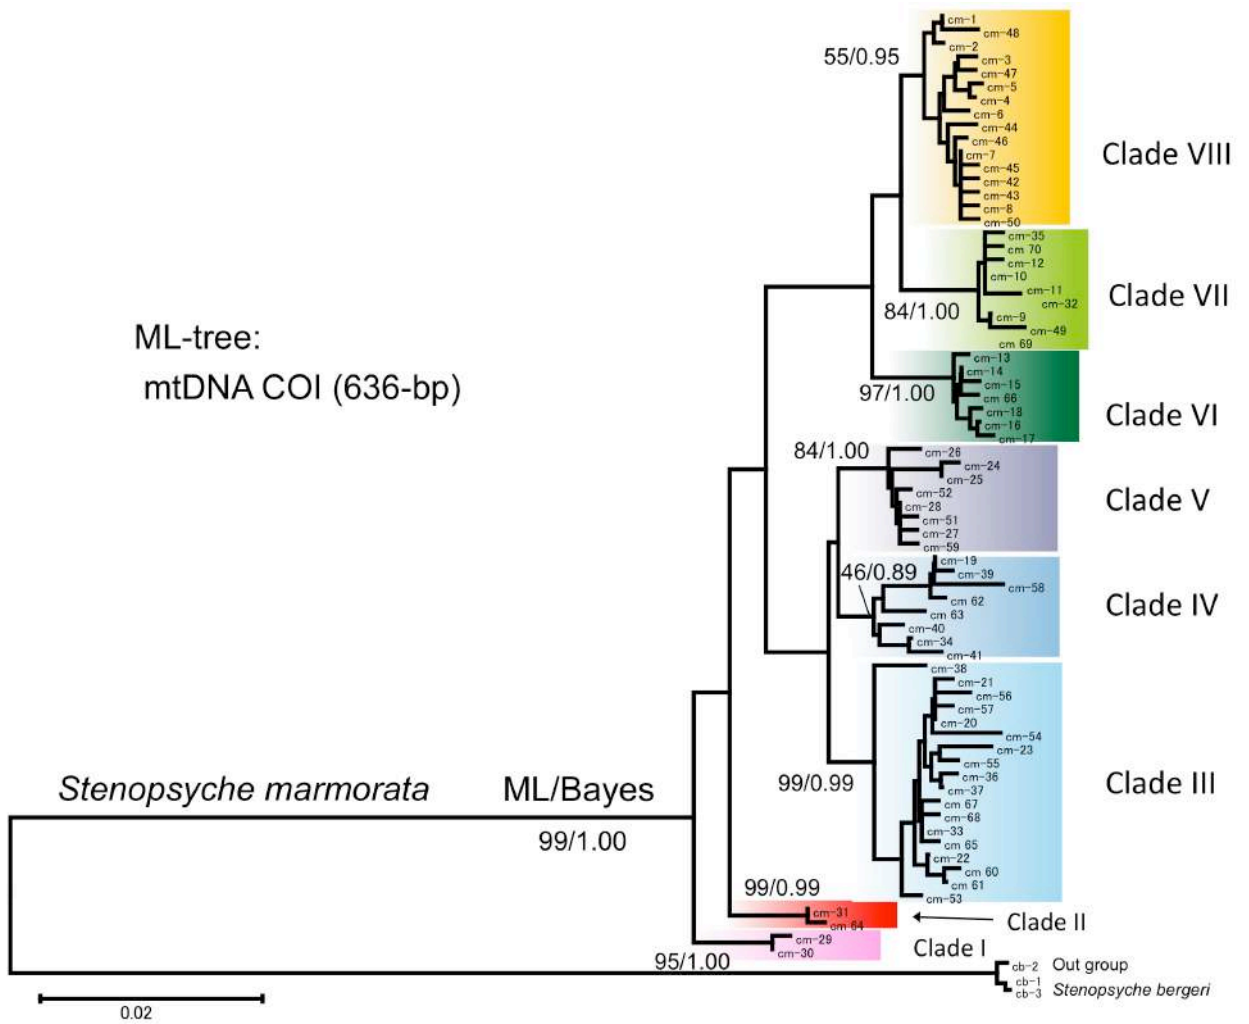 cm-1
cm-48
55/0.95
cm-2
cm-3
cm-47
cm-5
cm-4
cm-6
cm-44
cm-46
cm-7
Clade VIII
cm-45
cm-42
cm-43
cm-8
cm-50
cm-35
cm 70
cm-12
cm-10
cm-11
Clade VII
cm-32
84/1.00
cm-9
cm-49
ML-tree:
cm 69
cm-13
cm-14
mtDNA COI (636-bp)
cm-15
97/1.00
cm 66
cm-18
Clade VI
cm-16
cm-17
84/1.00
cm-26
cm-24
cm-25
cm-52
Clade V
cm-28
cm-51
cm-27
cm-59
cm-19
46/0.89
cm-39
cm-58
cm 62
Clade IV
cm 63
cm-40
cm-34
cm-41
cm-38
cm-21
cm-56
cm-57
cm-20
cm-54
cm-23
cm-55
cm-36
99/0.99
Clade III
cm-37
Stenopsyche marmorata
ML/Bayes
cm 67
cm-68
cm-33
99/1.00
cm 65
cm-22
cm 60
cm 61
99/0.99
cm-53
cm-31
Clade II
cm 64
cm-29
Clade I
cm-30
95/1.00
cb-2 Out group
cb-1
cb-3 Stenopsyche bergeri
0.02